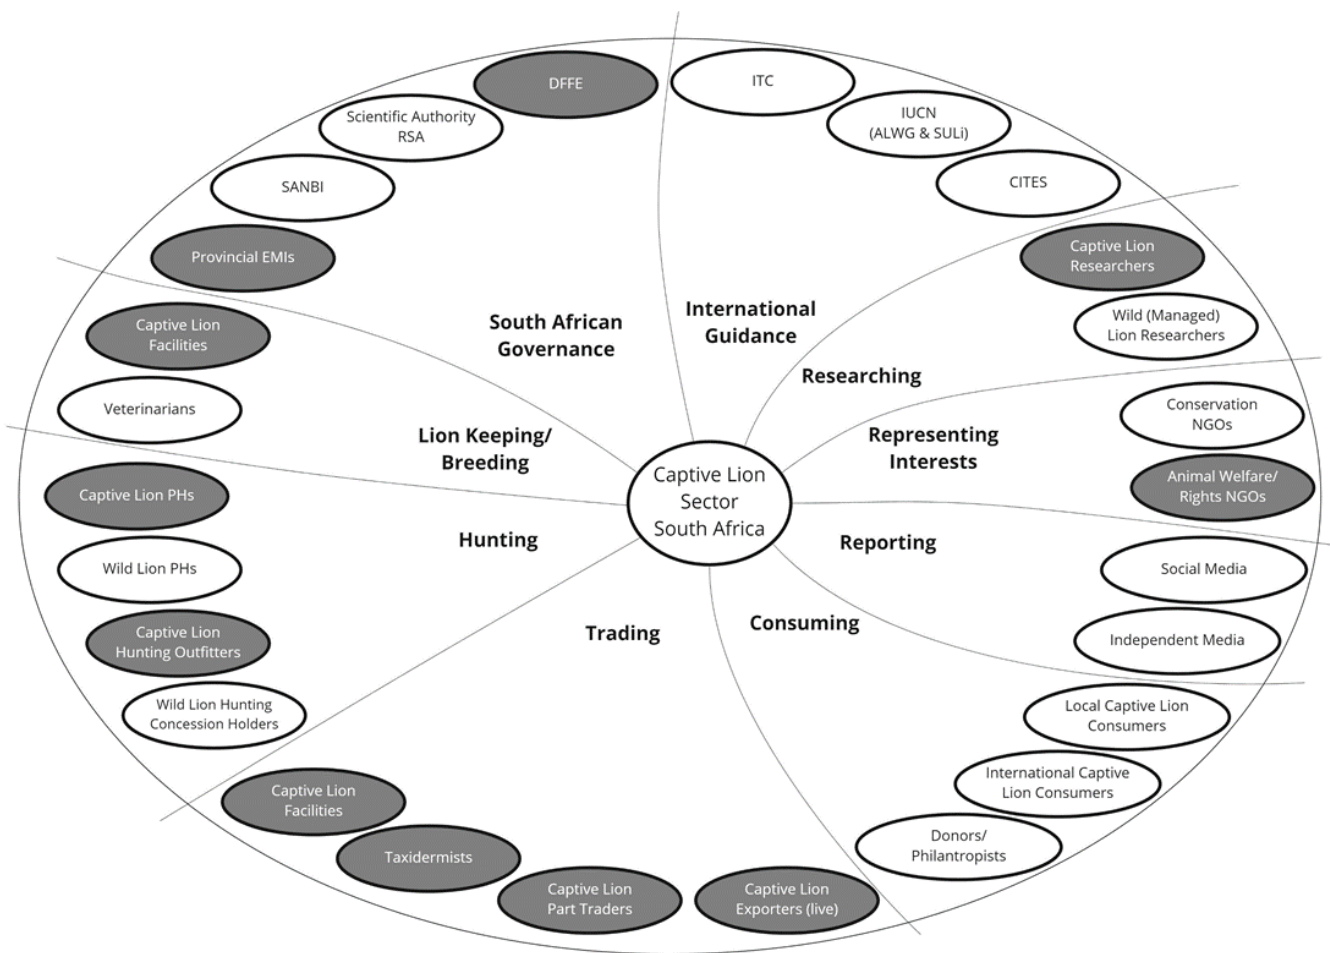 DFFE
ITC
Scientific Authority
RSA
IUCN
(ALWG & SULi)
SANBI
CITES
Provincial EMIs
Captive Lion
Researchers
Captive Lion
Facilities
Wild (Managed)
Lion Researchers
South African
Governance
International
Guidance
Researching
Veterinarians
Conservation
NGOs
Lion Keeping/
Breeding
Representing
Interests
Captive Lion
Sector
South Africa
Captive Lion PHs
Animal Welfare/
Rights NGOs
Hunting
Reporting
Wild Lion PHs
Social Media
Captive Lion
Hunting Outfitters
Trading
Consuming
Independent Media
Wild Lion Hunting
Concession Holders
Local Captive Lion
Consumers
Captive Lion
Facilities
International Captive
Lion Consumers
Taxidermists
Donors/
Philantropists
Captive Lion
Part Traders
Captive Lion
Exporters (live)